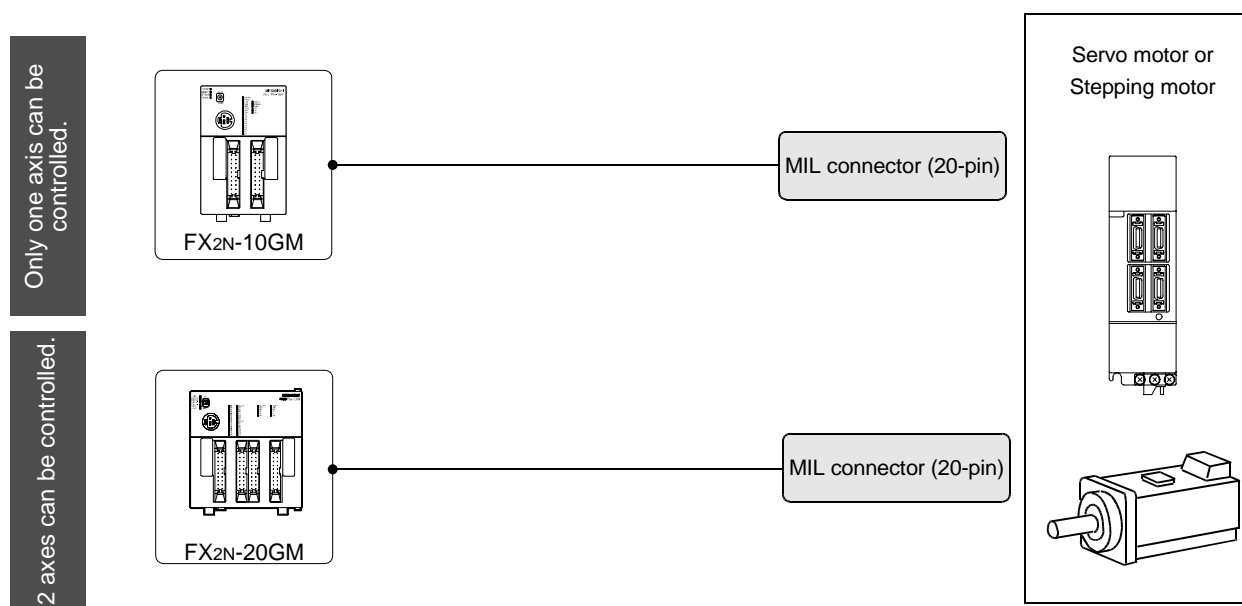 Only one axis can be
controlled.
FX2N-10GM
MIL connector (20-pin)
Servo motor or
Stepping motor
2 axes can be controlled.
FX2N-20GM
MIL connector (20-pin)